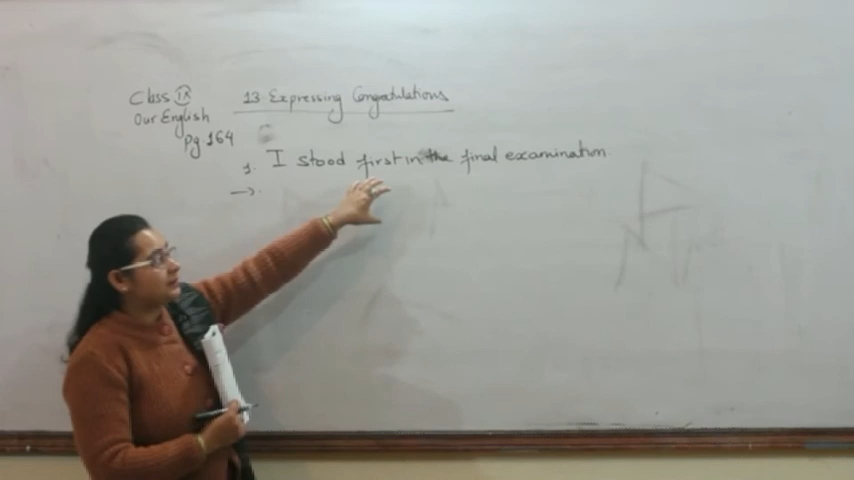 Class IX
Our English
Pg 164
13 Expressing Congratulations
1. I stood first in the final examination.
→.